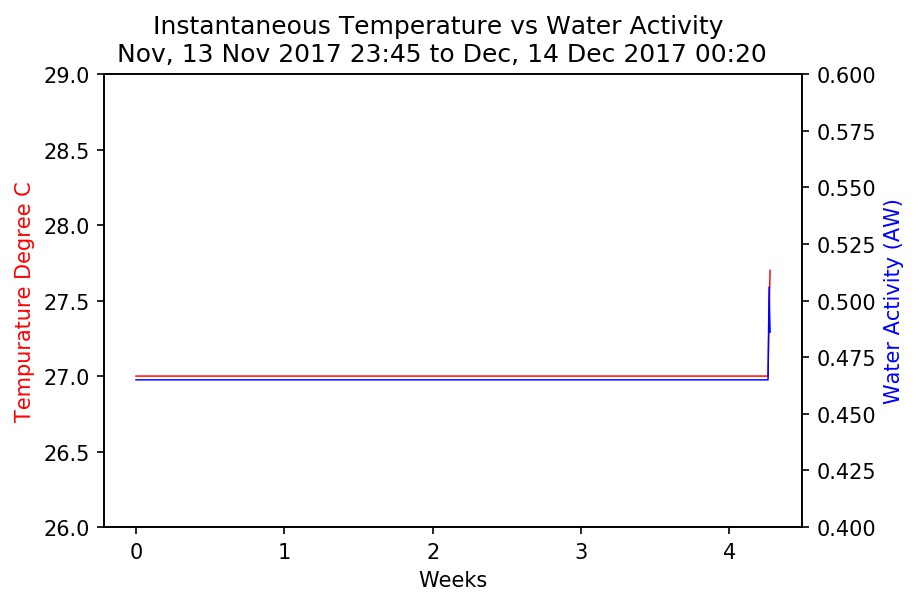 Instantaneous Temperature vs Water Activity
Nov, 13 Nov 2017 23:45 to Dec, 14 Dec 2017 00:20
29.0
28.5
28.0
27.5
27.0
26.5
26.0
Tempurature Degree C
0.600
0.575
0.550
0.525
0.500
0.475
0.450
0.425
0.400
Water Activity (AW)
0 1 2 3 4
Weeks